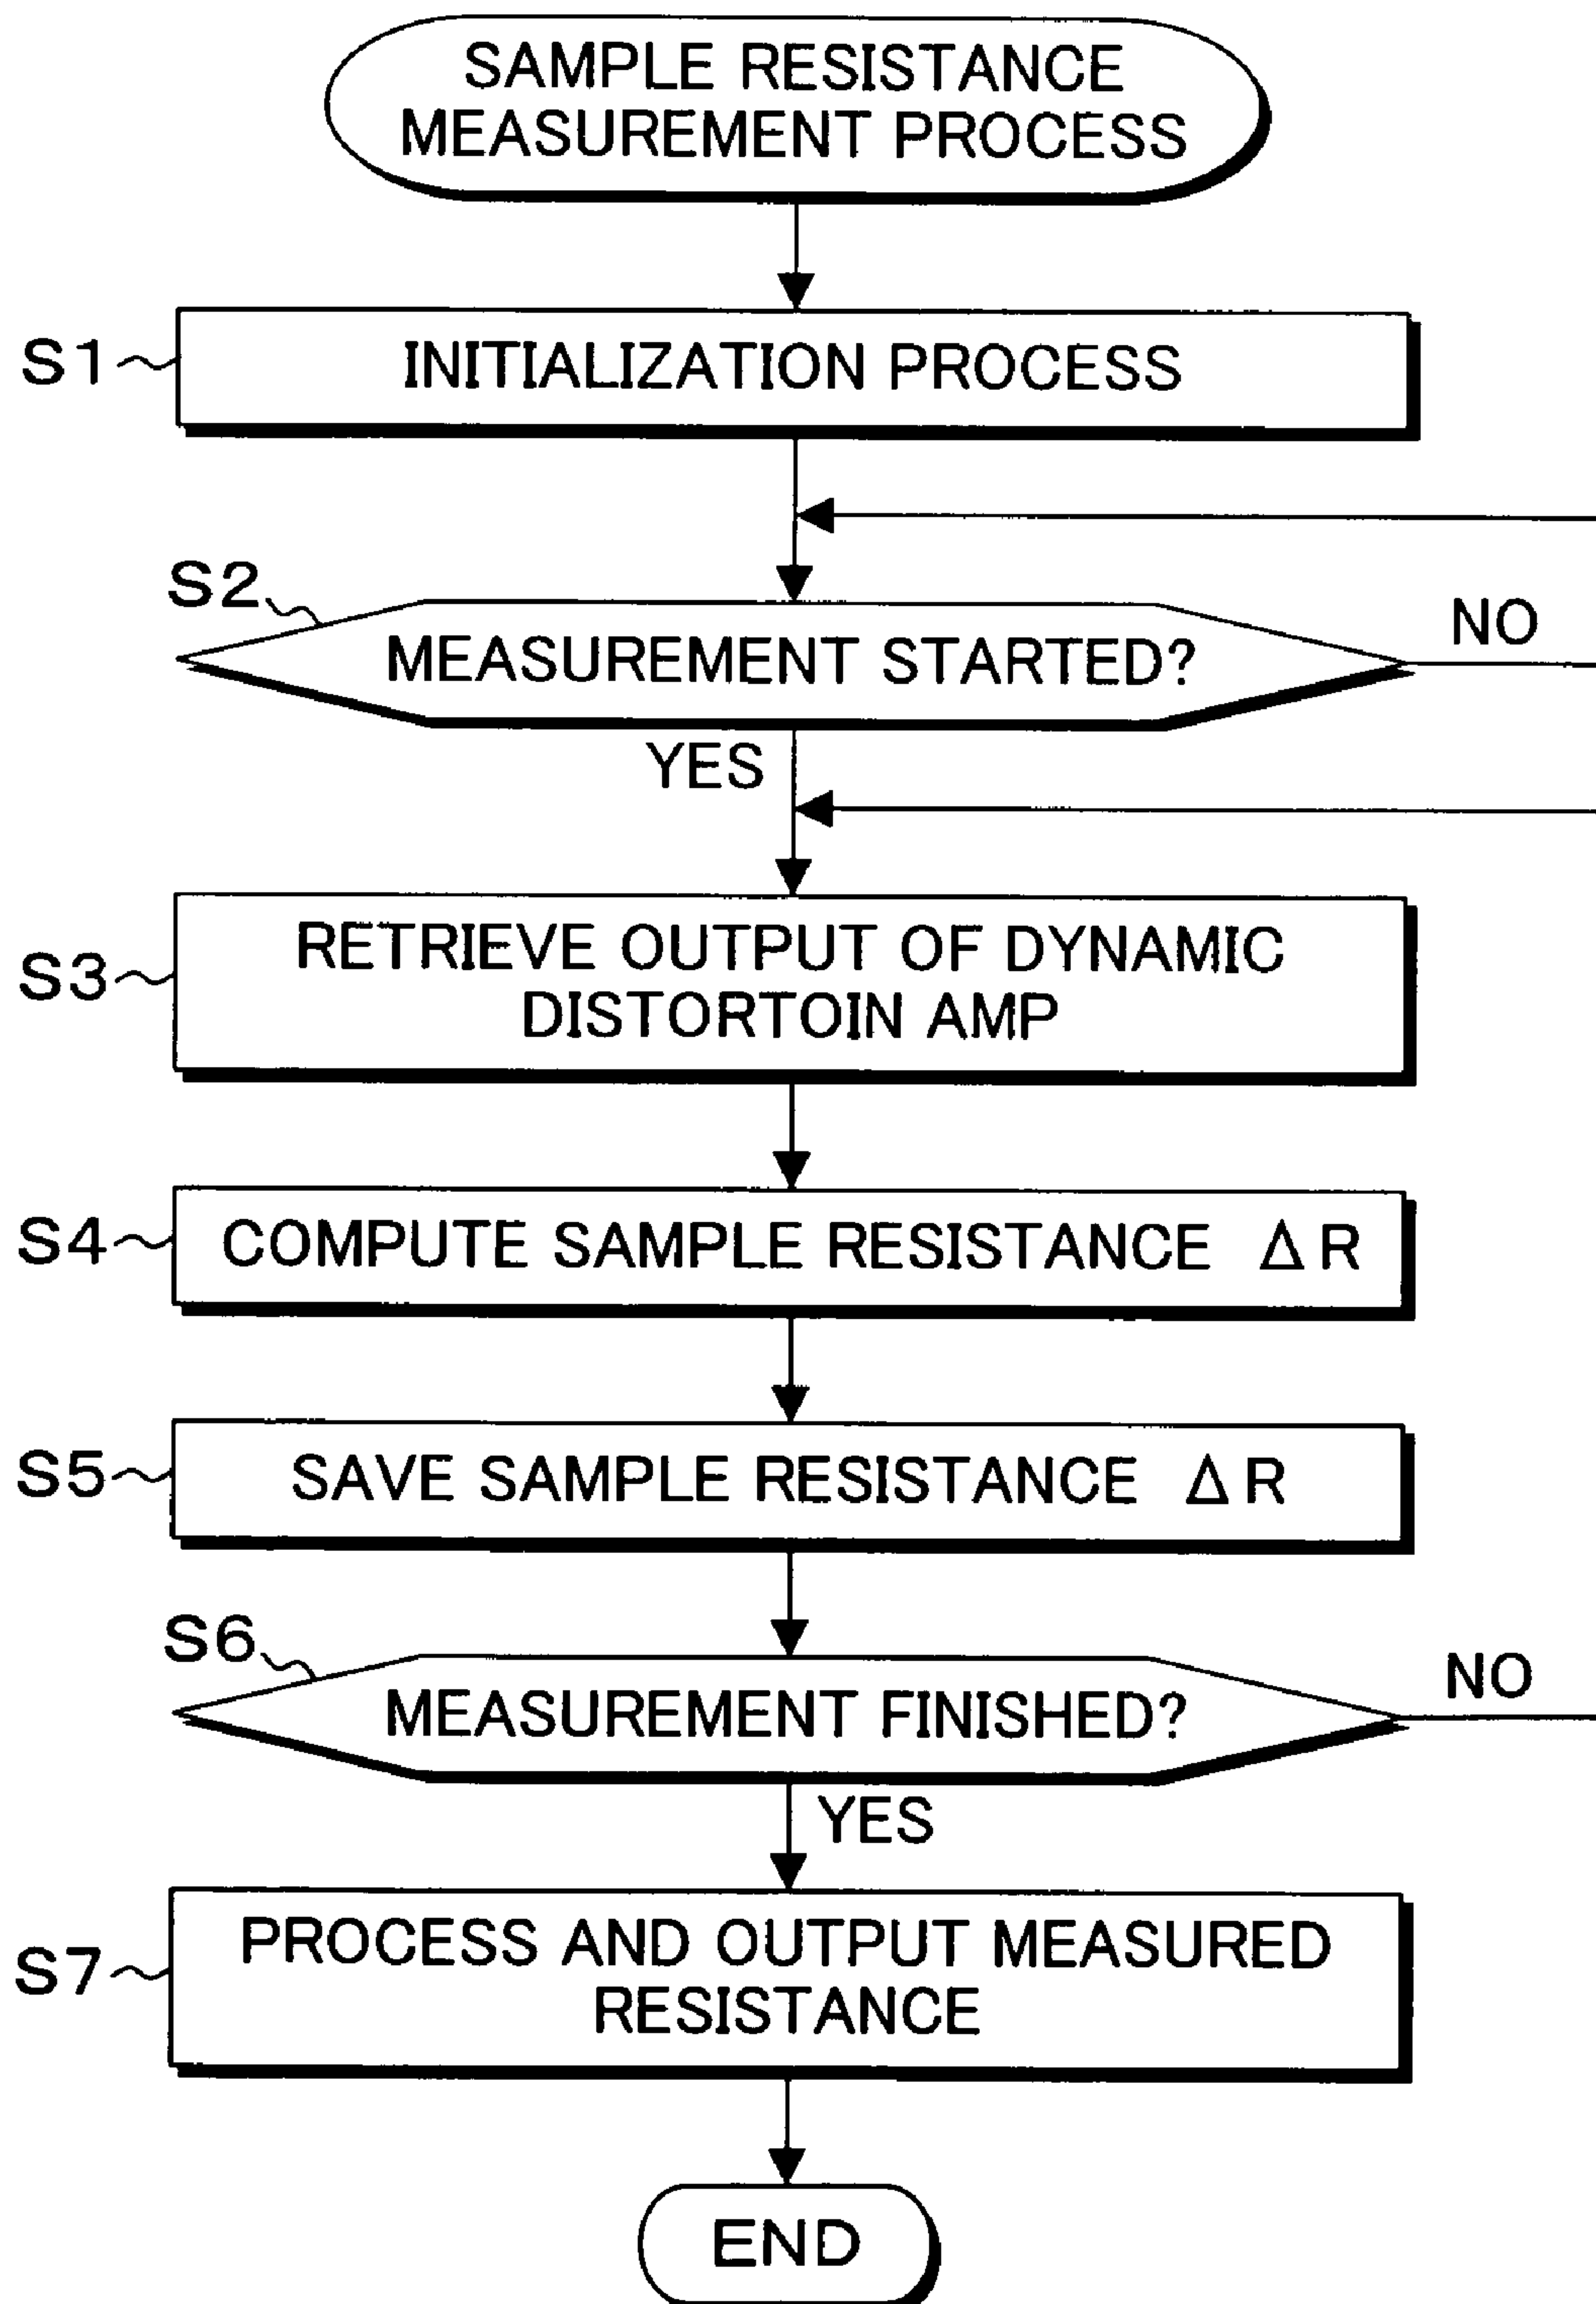 SAMPLE RESISTANCE
MEASUREMENT PROCESS
S1
INITIALIZATION PROCESS
S2
MEASUREMENT STARTED?
NO
YES
S3
RETRIEVE OUTPUT OF DYNAMIC
DISTORTOIN AMP
S4
COMPUTE SAMPLE RESISTANCE Δ R
S5
SAVE SAMPLE RESISTANCE Δ R
S6
MEASUREMENT FINISHED?
NO
YES
S7
PROCESS AND OUTPUT MEASURED
RESISTANCE
END